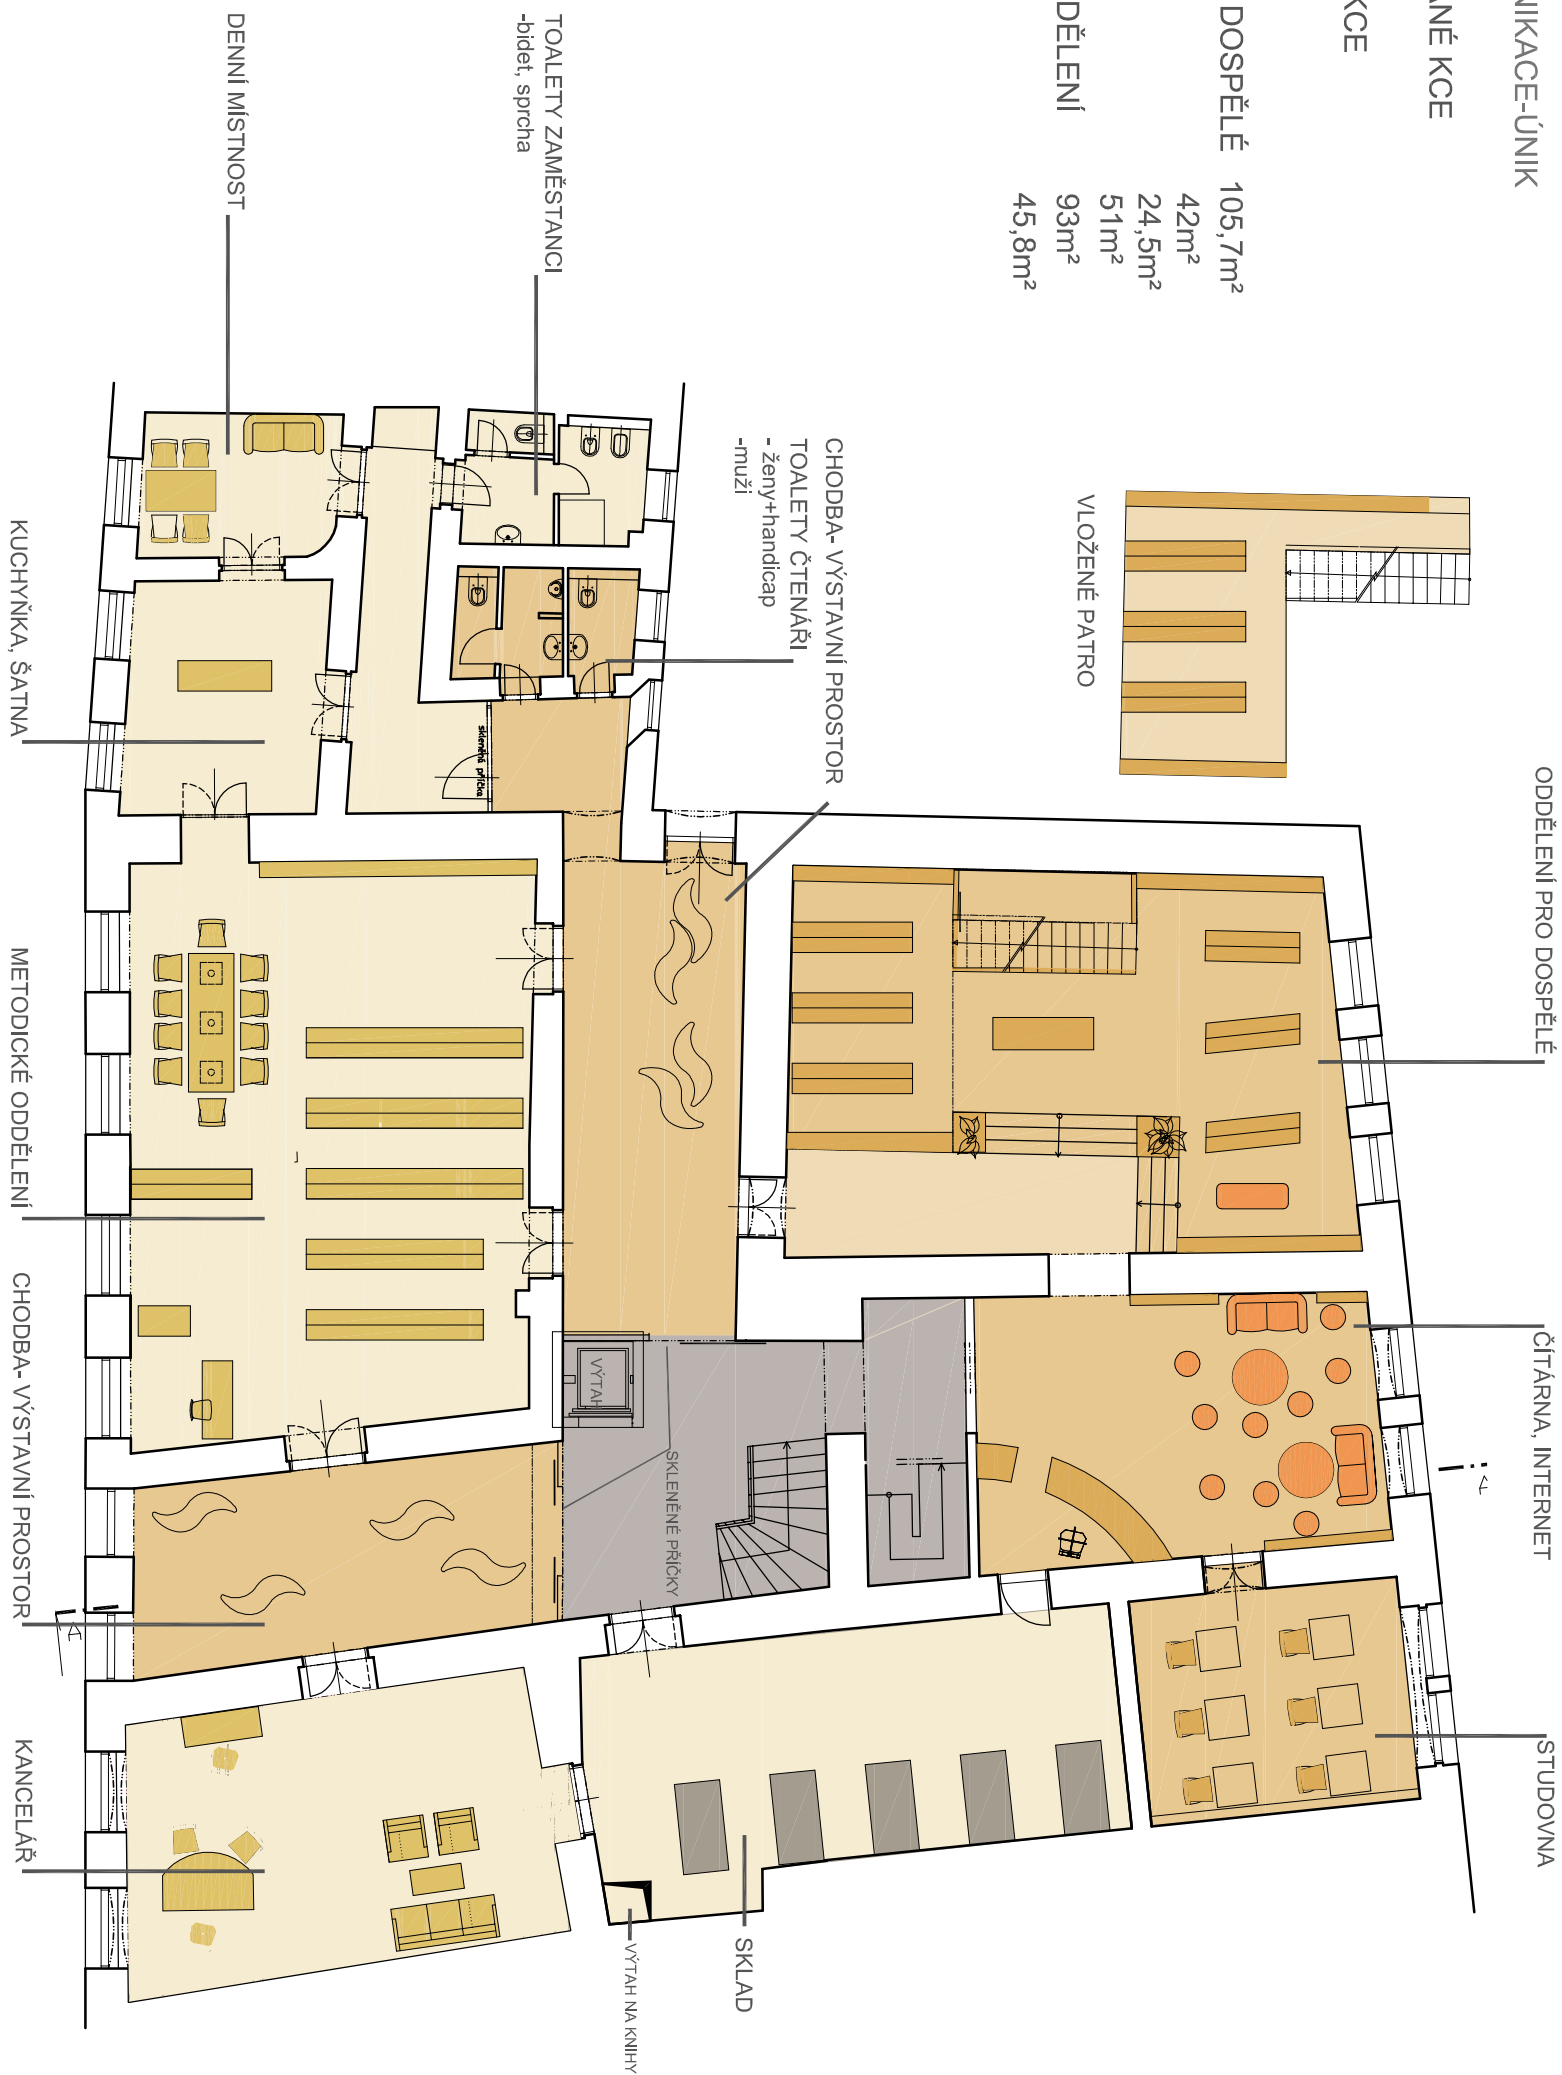 NIKACE-ÚNIK
ANÉ KCE
KCE
DOSPĚLÉ 105,7m²
42m²
24,5m²
51m²
DĚLENÍ 93m²
45,8m²
TOALETY ZAMĚSTANCI
-bidet, sprcha
DENNÍ MÍSTNOST
VLOŽENÉ PATRO
CHODBA- VÝSTAVNÍ PROSTOR
TOALETY ČTENÁŘI
- ženy+handicap
-muži
ODDĚLENÍ PRO DOSPĚLÉ
ČÍTÁRNA, INTERNET
STUDOVNA
skleněná příčka
VÝTAH
SKLENĚNÉ PŘÍČKY
A
A
SKLAD
VÝTAH NA KNIHY
KUCHYŇKA, ŠATNA
METODICKÉ ODDĚLENÍ
CHODBA- VÝSTAVNÍ PROSTOR
KANCELÁŘ